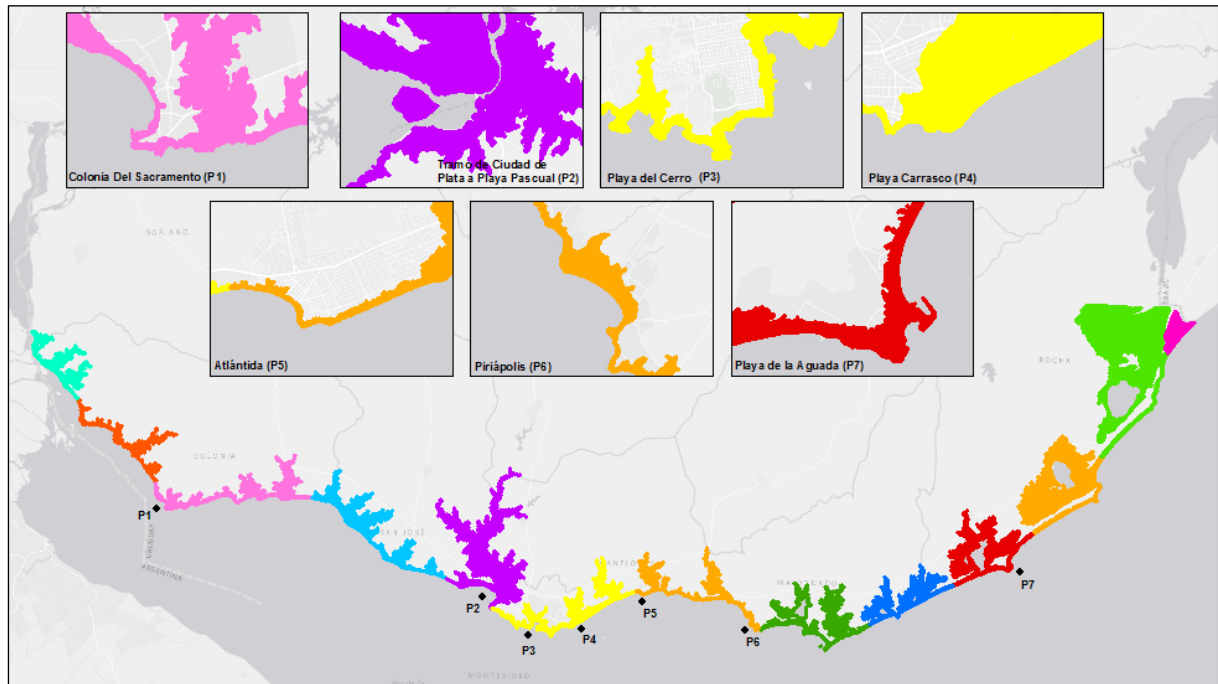 Colonia Del Sacramento (P1)
Tramo de Ciudad de
Plata a Playa Pascual (P2)
Playa del Cerro (P3)
Playa Carrasco (P4)
SORIANO
Atlántida (P5)
Piriápolis (P6)
Playa de la Aguada (P7)
ROCHA
COLONIA
P1
URUGUAY
ARGENTINA
SAN JOSÉ
P2
P3
P4
P5
P6
P7
MONTEVIDEO